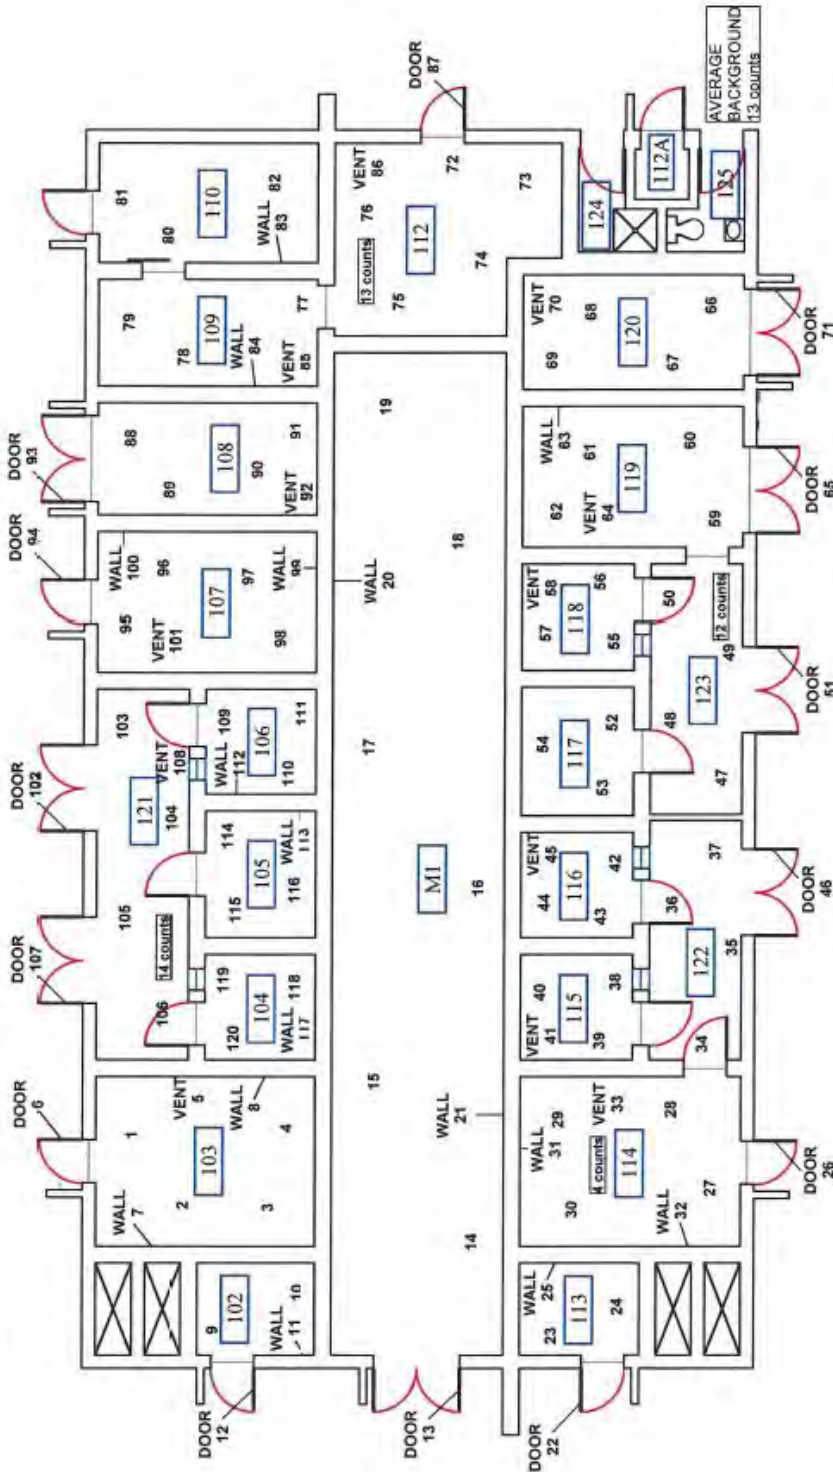 DOOR
107
DOOR
102
DOOR
94
DOOR
93
DOOR
6
1
2
3
4
VENT
5
WALL
7
WALL
8
103
9
10
WALL
11
102
DOOR
12
106
105
104
103
14 counts
121
VENT
108
120
119
118
WALL
117
104
115
114
116
WALL
113
105
109
110
111
WALL
112
106
95
96
97
98
WALL
99
WALL
100
VENT
101
107
88
89
90
91
VENT
92
108
79
78
77
WALL
84
VENT
85
109
81
80
82
WALL
83
110
DOOR
13
14
15
16
17
18
19
WALL
20
WALL
21
M1
13 counts
75
76
74
73
72
VENT
86
112
DOOR
87
DOOR
22
23
24
WALL
25
113
30
29
WALL
31
VENT
33
4 counts
114
28
27
WALL
32
DOOR
26
VENT
41
40
39
38
115
44
VENT
45
43
42
116
34
35
36
37
122
DOOR
46
54
53
52
117
57
VENT
58
55
56
118
47
48
49
50
12 counts
123
DOOR
51
62
WALL
63
61
VENT
64
119
59
60
DOOR
65
69
VENT
70
68
67
66
120
DOOR
71
124
112A
125
AVERAGE
BACKGROUND
13 counts